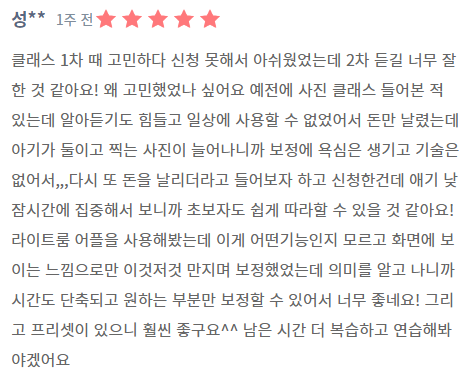 성** 1주 전 ★★★★★
클래스 1차 때 고민하다 신청 못해서 아쉬웠었는데 2차 듣길 너무 잘
한 것 같아요! 왜 고민했었나 싶어요 예전에 사진 클래스 들어본 적
있는데 알아듣기도 힘들고 일상에 사용할 수 없었어서 돈만 날렸는데
아기가 둘이고 찍는 사진이 늘어나니까 보정에 욕심은 생기고 기술은
없어서,,,다시 또 돈을 날리더라고 들어보자 하고 신청한건데 애기 낮
잠시간에 집중해서 보니까 초보자도 쉽게 따라할 수 있을 것 같아요!
라이트룸 어플을 사용해봤는데 이게 어떤기능인지 모르고 화면에 보
이는 느낌으로만 이것저것 만지며 보정했었는데 의미를 알고 나니까
시간도 단축되고 원하는 부분만 보정할 수 있어서 너무 좋네요! 그리
고 프리셋이 있으니 훨씬 좋구요^^ 남은 시간 더 복습하고 연습해봐
야겠어요